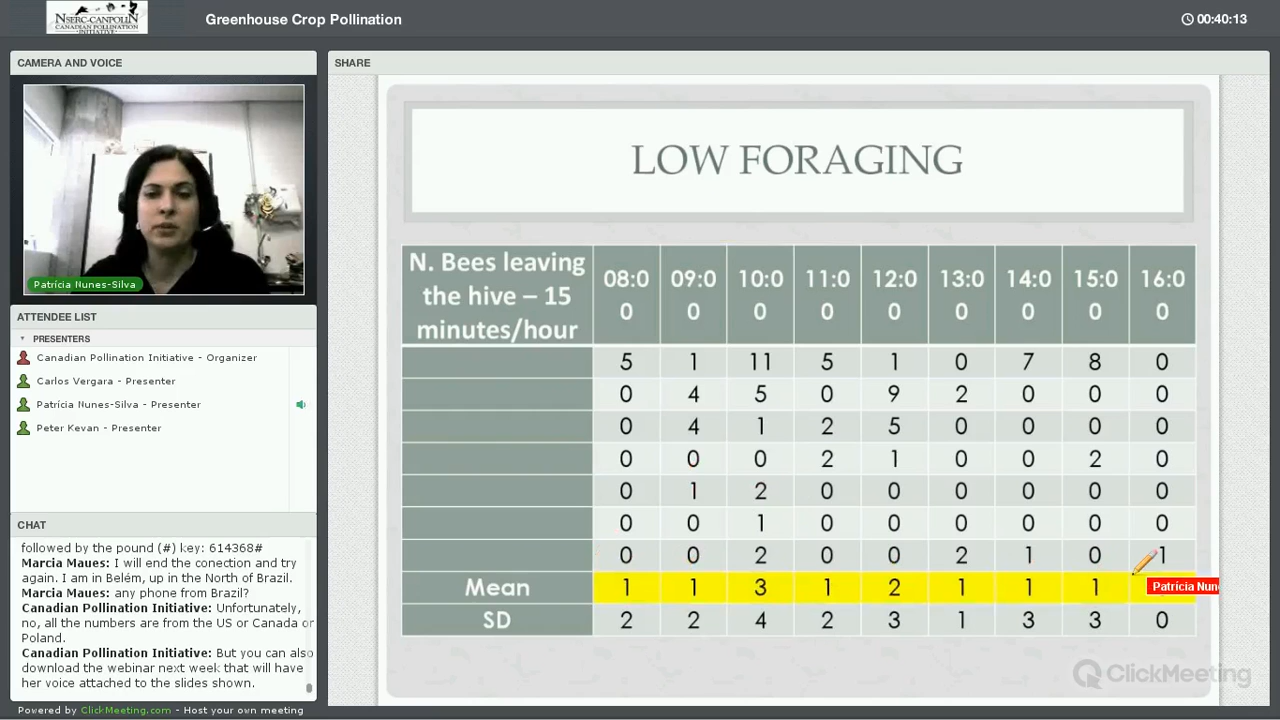 NSERC-CANPOLIN
CANADIAN POLLINATION
INITIATIVE
Greenhouse Crop Pollination
00:40:13
CAMERA AND VOICE
SHARE
Patrícia Nunes-Silva
ATTENDEE LIST
PRESENTERS
Canadian Pollination Initiative - Organizer
Carlos Vergara - Presenter
Patrícia Nunes-Silva - Presenter
Peter Kevan - Presenter
CHAT
followed by the pound (#) key: 614368#
Marcia Maues: I will end the conection and try
again. I am in Belém, up in the North of Brazil.
Marcia Maues: any phone from Brazil?
Canadian Pollination Initiative: Unfortunately,
no, all the numbers are from the US or Canada or
Poland.
Canadian Pollination Initiative: But you can also
download the webinar next week that will have
her voice attached to the slides shown.
Powered by ClickMeeting.com - Host your own meeting
LOW FORAGING
N. Bees leaving
the hive – 15
minutes/hour
08:0 09:0 10:0 11:0 12:0 13:0 14:0 15:0 16:0
0 0 0 0 0 0 0 0 0
5 1 11 5 1 0 7 8 0
0 4 5 0 9 2 0 0 0
0 4 1 2 5 0 0 0 0
0 0 0 2 1 0 0 2 0
0 1 2 0 0 0 0 0 0
0 0 1 0 0 0 0 0 0
0 0 2 0 0 2 1 0 1
Mean 1 1 3 1 2 1 1 1
Patrícia Nun
SD 2 2 4 2 3 1 3 3 0
ClickMeeting